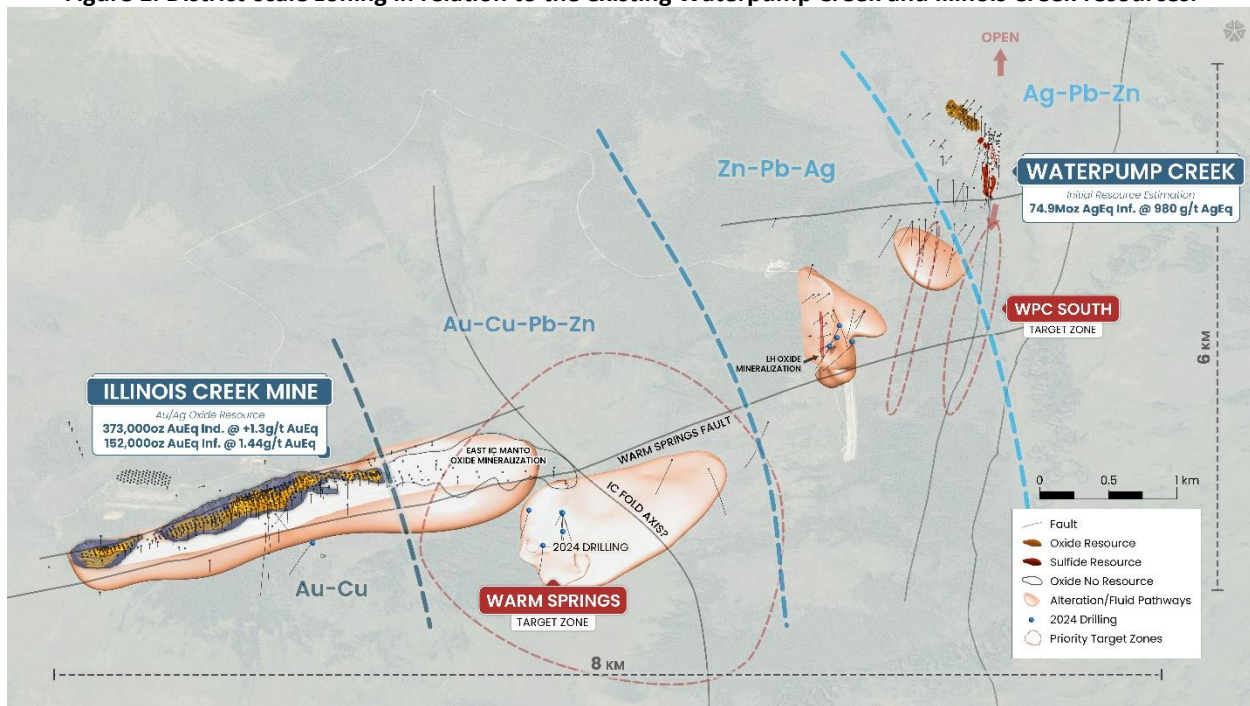 OPEN
Ag-Pb-Zn
Zn-Pb-Ag
WATERPUMP CREEK
Initial Resource Estimation
74.9Moz AgEq Inf. @ 980 g/t AgEq
WPC SOUTH
TARGET ZONE
6 KM
Au-Cu-Pb-Zn
LH OXIDE
MINERALIZATION
ILLINOIS CREEK MINE
Au/Ag Oxide Resource
373,000oz AuEq Ind. @ +1.3g/t AuEq
152,000oz AuEq Inf. @ 1.44g/t AuEq
WARM SPRINGS FAULT
EAST IC MANTO
OXIDE MINERALIZATION
IC FOLD AXIS?
2024 DRILLING
Au-Cu
WARM SPRINGS
TARGET ZONE
8 KM
0 0.5 1 km
Fault
Oxide Resource
Sulfide Resource
Oxide No Resource
Alteration/Fluid Pathways
2024 Drilling
Priority Target Zones